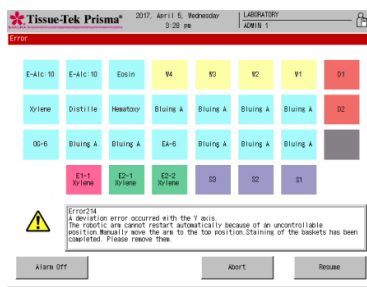 Tissue-Tek Prisma®
2017, April 5, Wednesday
3:28 pm
LABORATORY
ADMIN 1
Error
E-Alc:10 E-Alc:10 Eosin W4 W3 W2 W1 D1
Xylene Distille Hematoxy Bluing A Bluing A Bluing A Bluing A D2
OG-6 Bluing A Bluing A EA-6 Bluing A Bluing A Bluing A
E1-1 Xylene E2-1 Xylene E2-2 Xylene S3 S2 S1
Error214
A deviation error occurred with the Y axis.
The robotic arm cannot restart automatically because of an uncontrollable
position.Manually move the arm to the top position.Staining of the baskets has been
completed. Please remove them.
Alarm Off Abort Resume